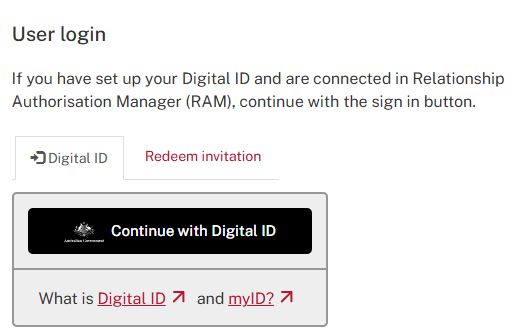 User login
If you have set up your Digital ID and are connected in Relationship
Authorisation Manager (RAM), continue with the sign in button.
Digital ID
Redeem invitation
Australian Government
Continue with Digital ID
What is Digital ID and myID?